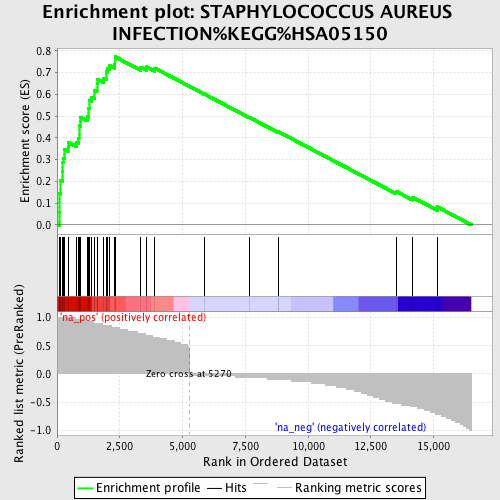 Enrichment plot: STAPHYLOCOCCUS AUREUS
INFECTION%KEGG%HSA05150
Enrichment score (ES)
0.8
0.7
0.6
0.5
0.4
0.3
0.2
0.1
0.0
Ranked list metric (PreRanked)
1.0
0.5
0.0
-0.5
-1.0
'na_pos' (positively correlated)
Zero cross at 5270
'na_neg' (negatively correlated)
0
2,500
5,000
7,500
10,000
12,500
15,000
Rank in Ordered Dataset
Enrichment profile
Hits
Ranking metric scores